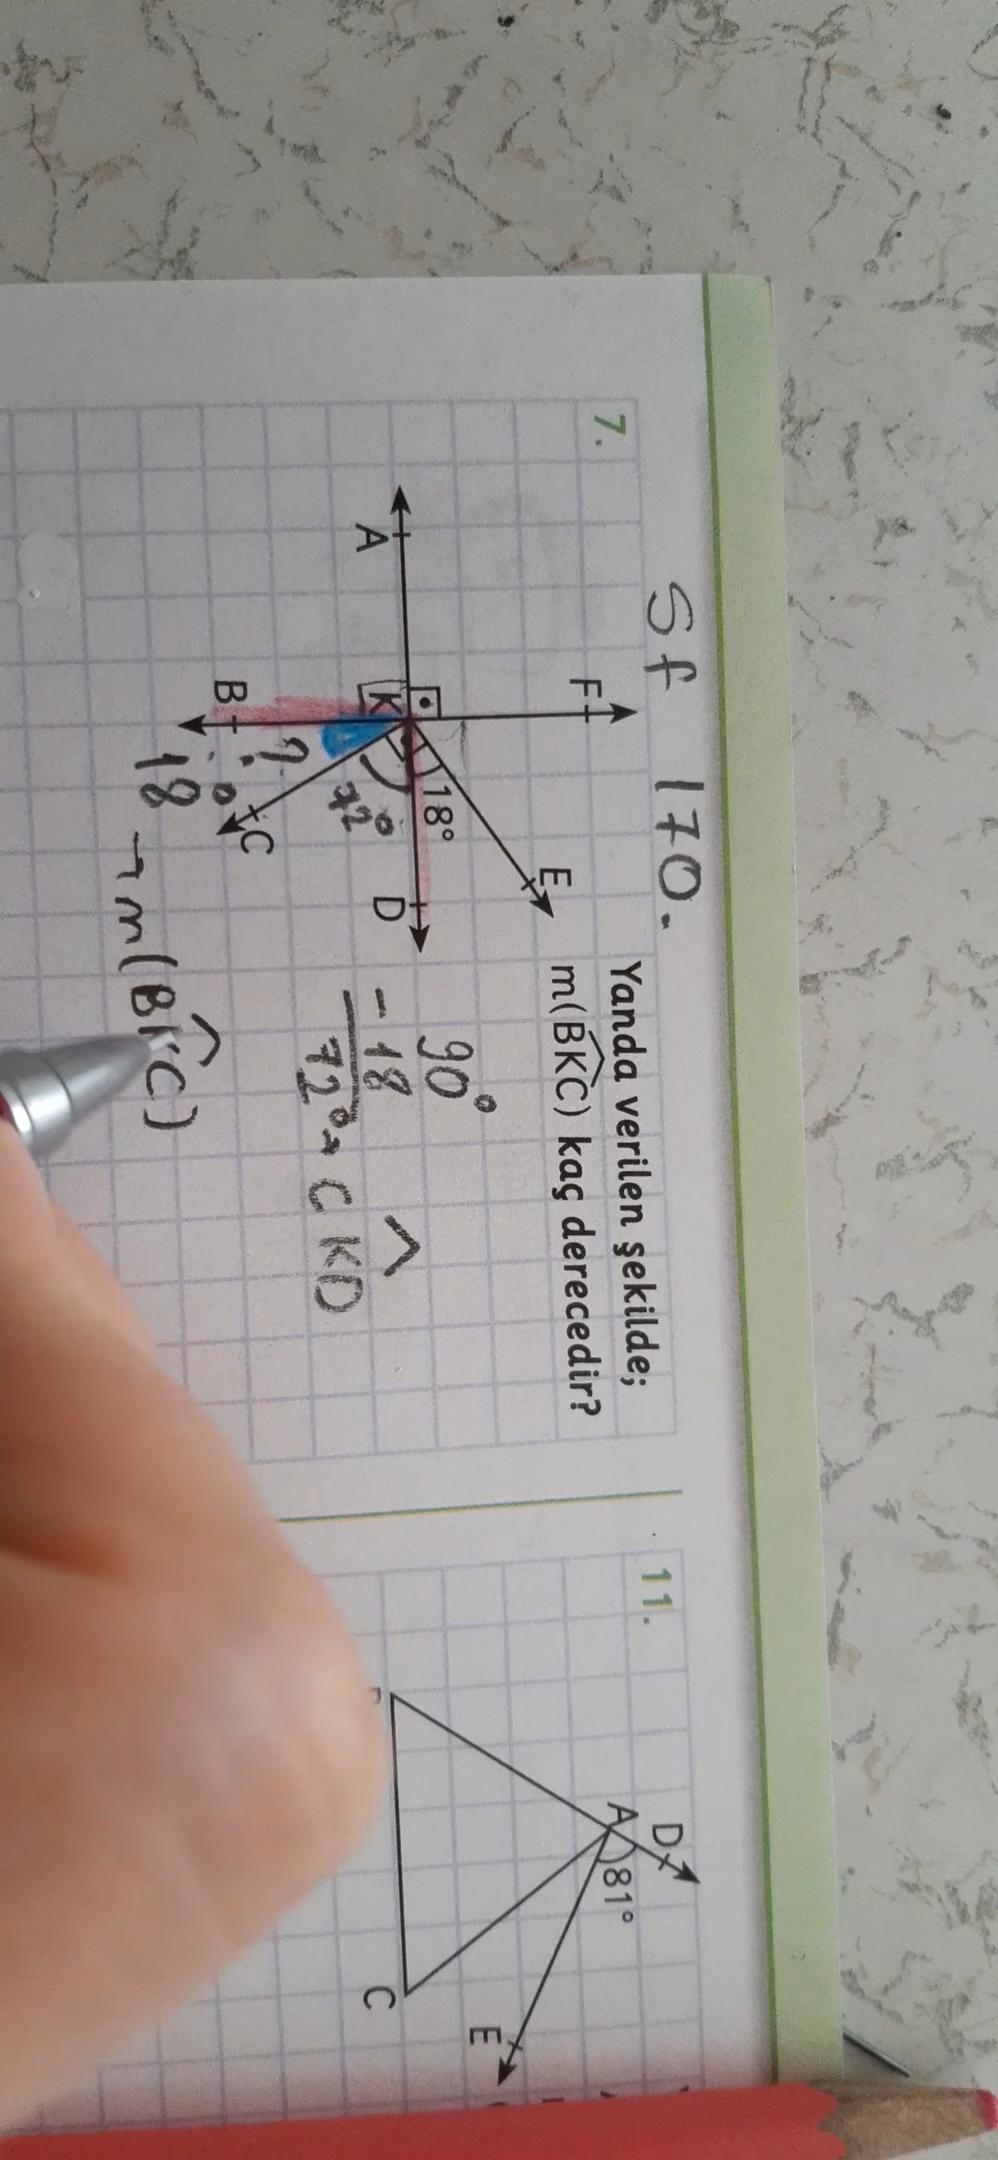 Sf 170.
7.
Yanda verilen şekilde;
m(BKC) kaç derecedir?
F
E
18°
A
K
D
72°
?
B
C
18°
90°
- 18
72° → CKD
→ m(BKC)
11.
D
A
81°
E
C